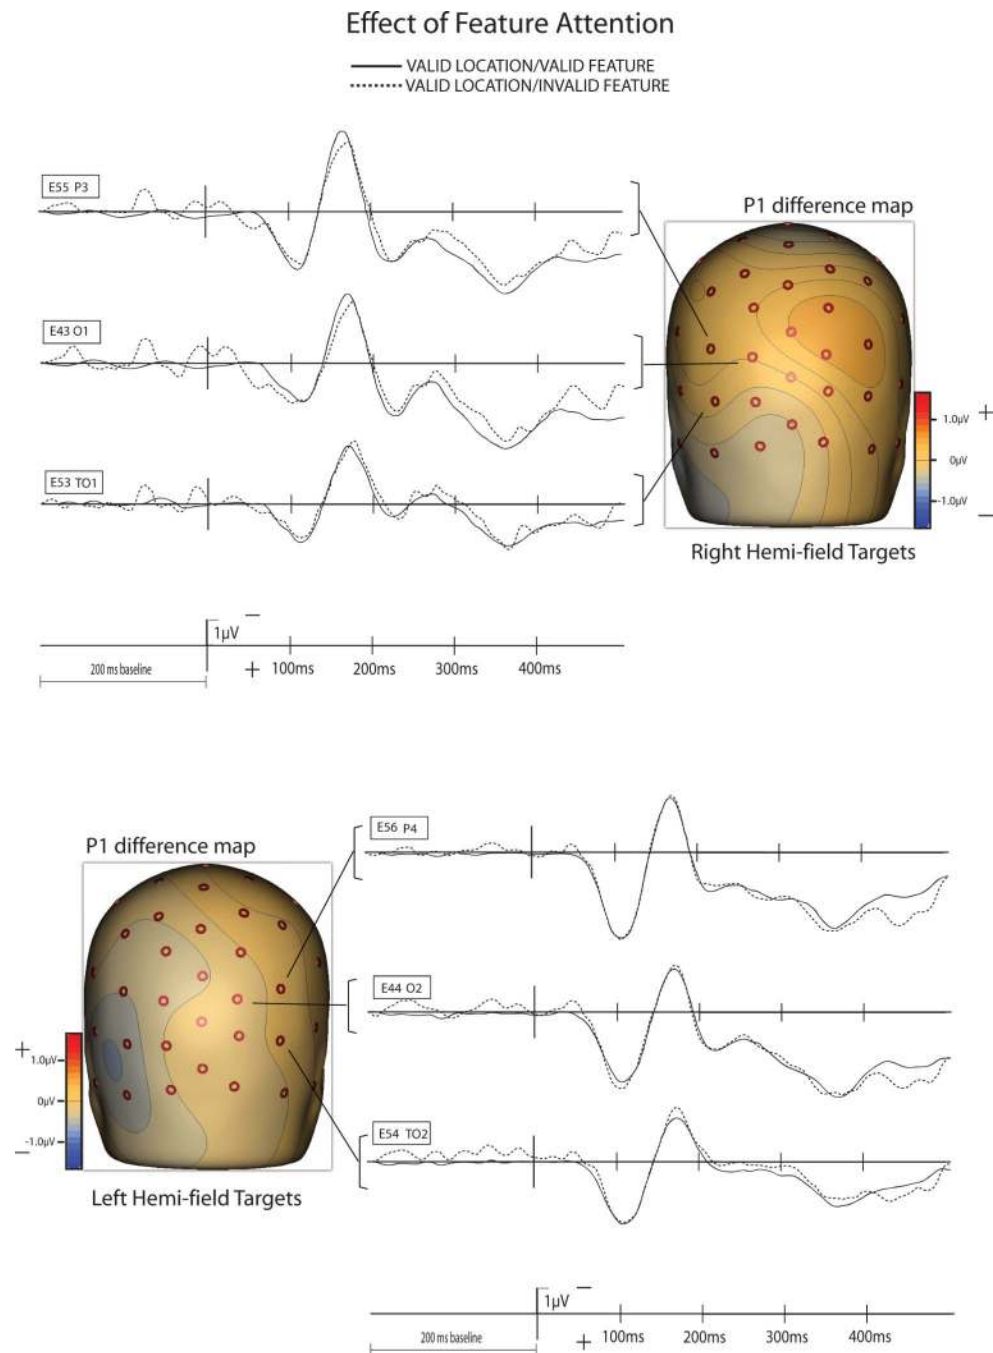 Effect of Feature Attention
VALID LOCATION/VALID FEATURE
VALID LOCATION/INVALID FEATURE
E55 P3
P1 difference map
E43 O1
1.0µV
+
0µV
-1.0µV
−
E53 TO1
Right Hemi-field Targets
1µV
−
200 ms baseline
+
100ms
200ms
300ms
400ms
E56 P4
P1 difference map
E44 O2
+
1.0µV
0µV
-1.0µV
−
E54 TO2
Left Hemi-field Targets
1µV
−
200 ms baseline
+
100ms
200ms
300ms
400ms